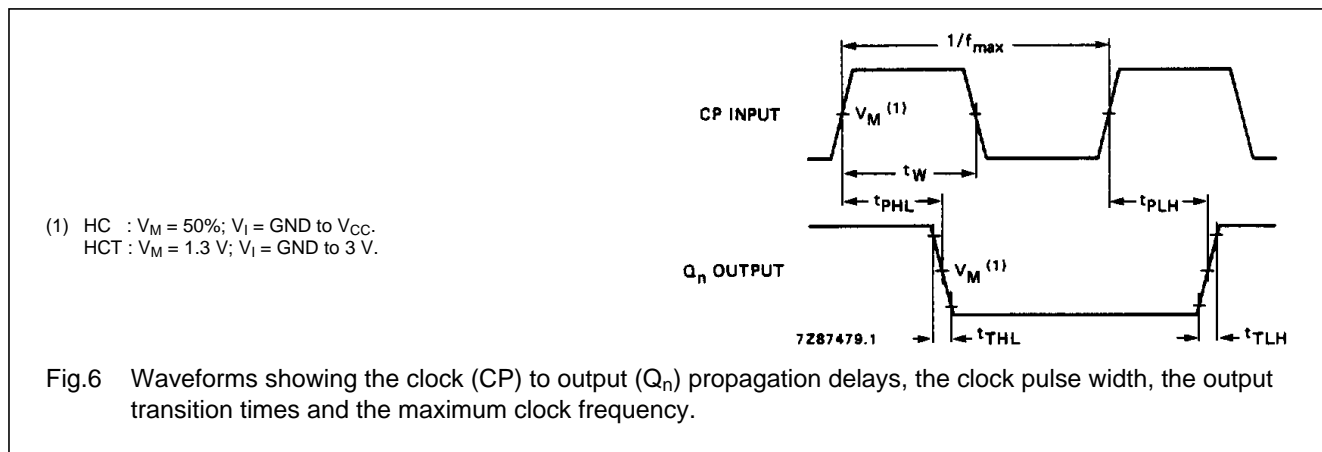 1/fmax
CP INPUT
VM (1)
tW
tPHL
tPLH
(1) HC : VM = 50%; VI = GND to VCC.
HCT : VM = 1.3 V; VI = GND to 3 V.
Qn OUTPUT
VM (1)
7Z87479.1
tTHL
tTLH
Fig.6 Waveforms showing the clock (CP) to output (Qn) propagation delays, the clock pulse width, the output
transition times and the maximum clock frequency.